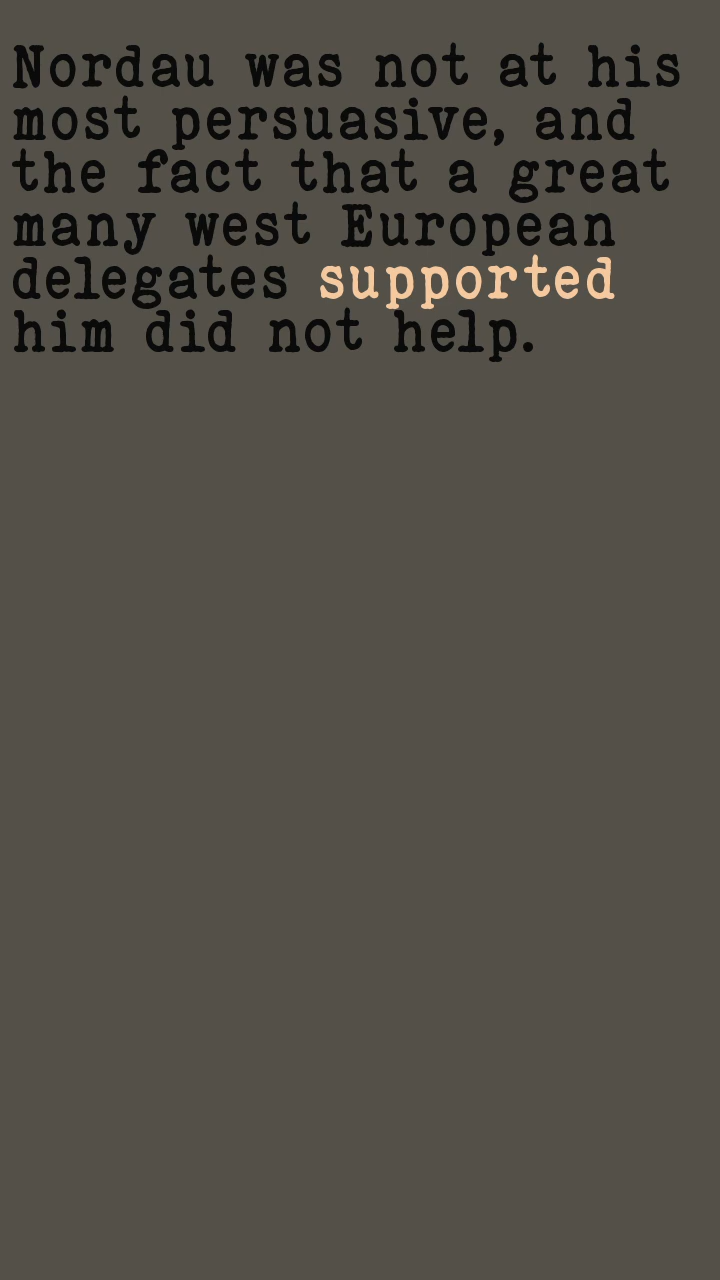 Nordau was not at his
most persuasive, and
the fact that a great
many west European
delegates supported
him did not help.